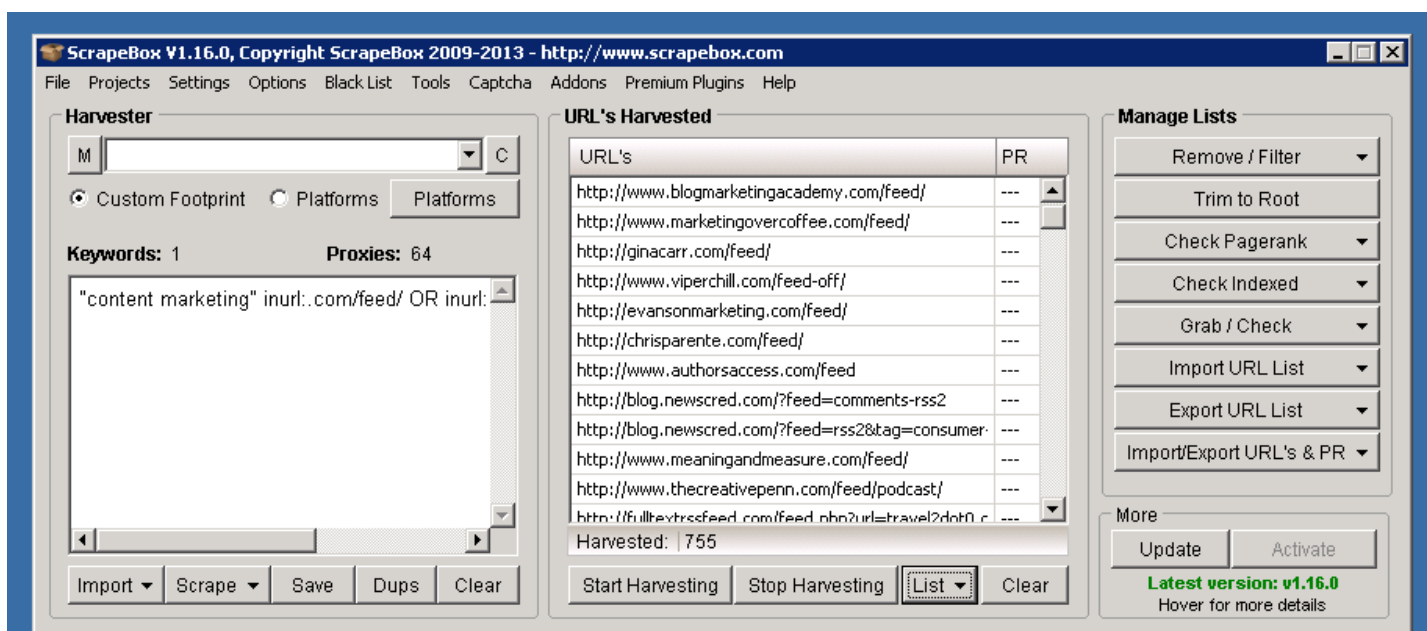 ScrapeBox V1.16.0, Copyright ScrapeBox 2009-2013 - http://www.scrapebox.com
File Projects Settings Options Black List Tools Captcha Addons Premium Plugins Help
Harvester
M
C
Custom Footprint Platforms Platforms
Keywords: 1 Proxies: 64
"content marketing" inurl:.com/feed/ OR inurl:
Import Scrape Save Dups Clear
URL's Harvested
URL's PR
http://www.blogmarketingacademy.com/feed/ ---
http://www.marketingovercoffee.com/feed/ ---
http://ginacarr.com/feed/ ---
http://www.viperchill.com/feed-off/ ---
http://evansonmarketing.com/feed/ ---
http://chrisparente.com/feed/ ---
http://www.authorsaccess.com/feed ---
http://blog.newscred.com/?feed=comments-rss2 ---
http://blog.newscred.com/?feed=rss2&tag=consumer- ---
http://www.meaningandmeasure.com/feed/ ---
http://www.thecreativepenn.com/feed/podcast/ ---
http://fulltextrssfeed.com/feed.php?url=travel2dot0.c ---
Harvested: 755
Start Harvesting Stop Harvesting List Clear
Manage Lists
Remove / Filter
Trim to Root
Check Pagerank
Check Indexed
Grab / Check
Import URL List
Export URL List
Import/Export URL's & PR
More
Update Activate
Latest version: v1.16.0
Hover for more details